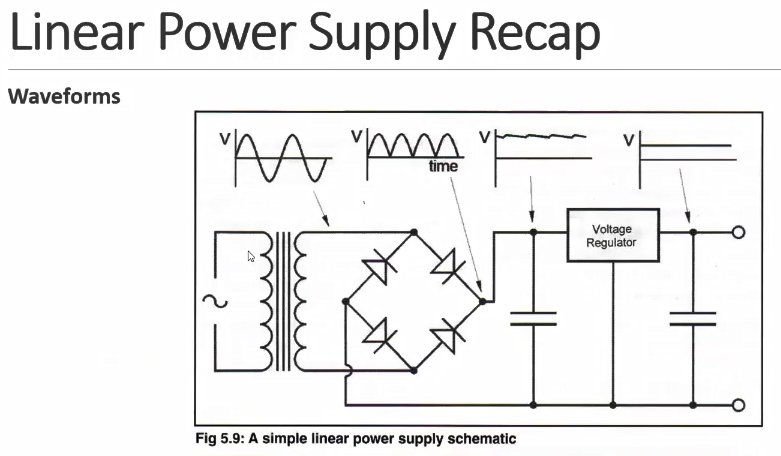 Linear Power Supply Recap
Waveforms
V
V
time
V
V
Voltage
Regulator
Fig 5.9: A simple linear power supply schematic